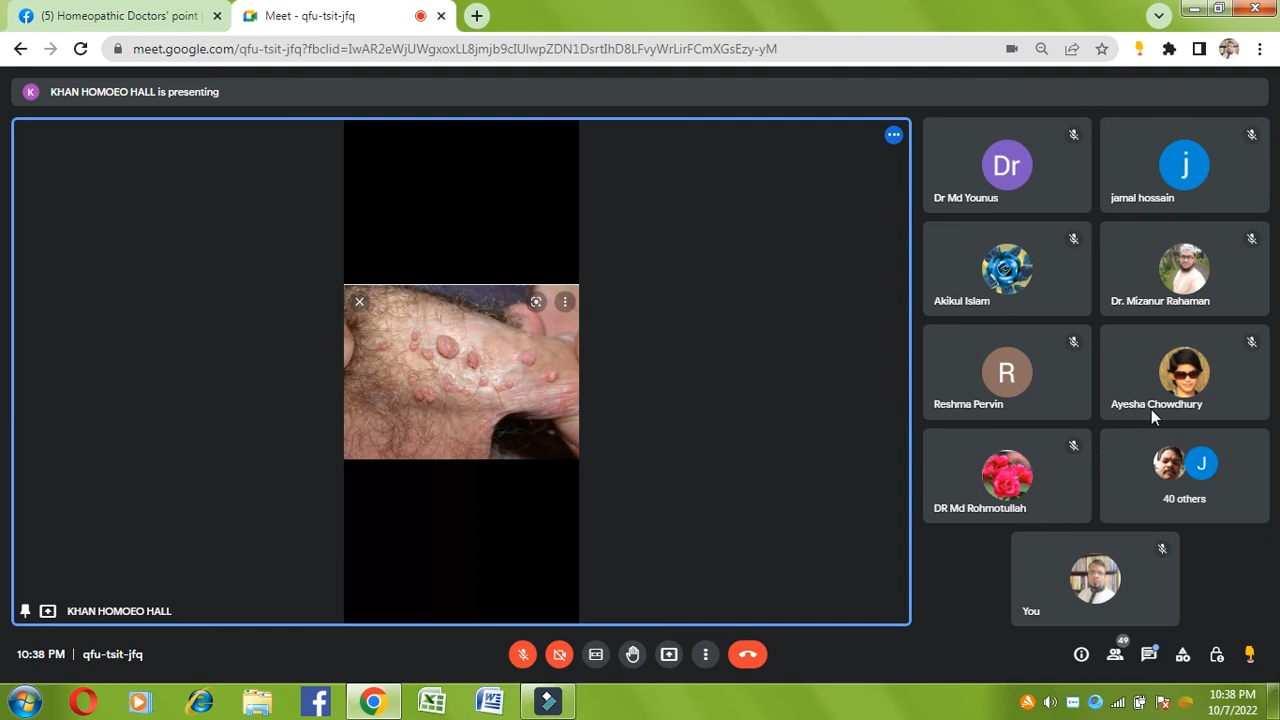 (5) Homeopathic Doctors' point |
Meet - qfu-tsit-jfq
meet.google.com/qfu-tsit-jfq?fbclid=IwAR2eWjUWgxoxLL8jmjb9cIUlwpZDN1DsrtIhD8LFvyWrLirFCmXGsEzy-yM
K KHAN HOMOEO HALL is presenting
Dr
Dr Md Younus
j
jamal hossain
Akikul Islam
Dr. Mizanur Rahaman
R
Reshma Pervin
Ayesha Chowdhury
DR Md Rohmotullah
J
40 others
You
KHAN HOMOEO HALL
10:38 PM | qfu-tsit-jfq
49
10:38 PM
10/7/2022